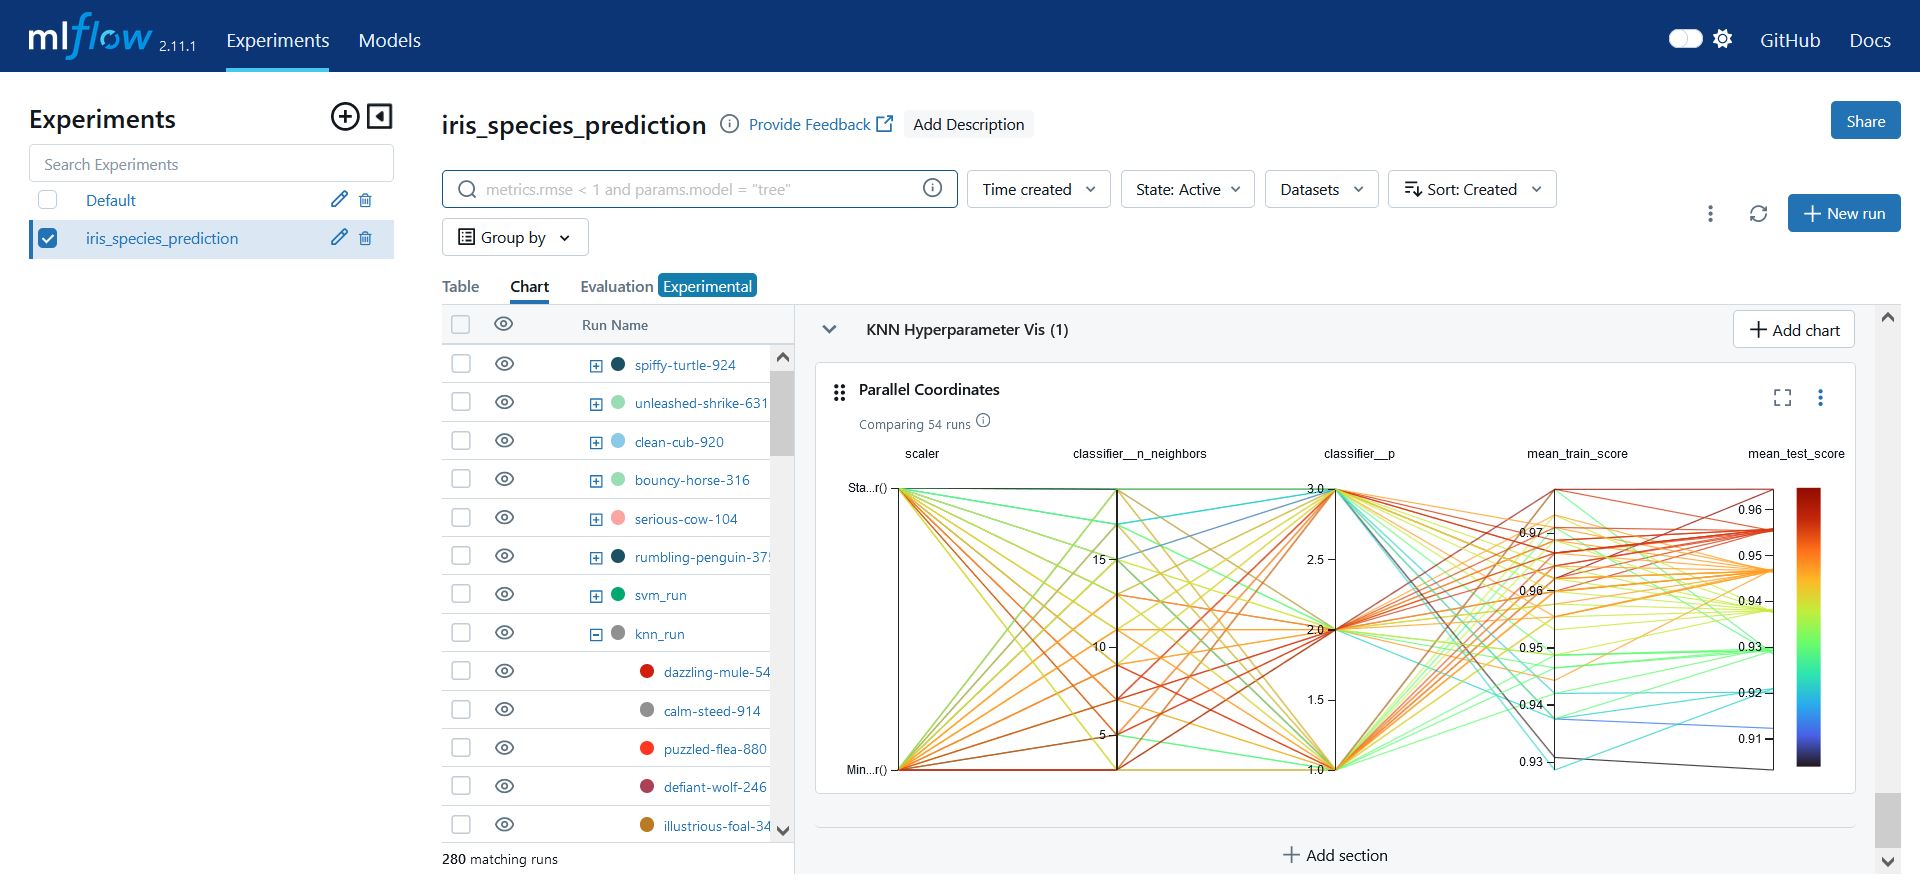 mlflow 2.11.1 Experiments Models GitHub Docs
Experiments
Search Experiments
Default
iris_species_prediction
iris_species_prediction Provide Feedback Add Description Share
metrics.rmse < 1 and params.model = "tree" Time created State: Active Datasets Sort: Created
New run
Group by
Table Chart Evaluation Experimental
Run Name
spiffy-turtle-924
unleashed-shrike-631
clean-cub-920
bouncy-horse-316
serious-cow-104
rumbling-penguin-375
svm_run
knn_run
dazzling-mule-54
calm-steed-914
puzzled-flea-880
defiant-wolf-246
illustrious-foal-34
280 matching runs
KNN Hyperparameter Vis (1) Add chart
Parallel Coordinates
Comparing 54 runs
scaler classifier__n_neighbors classifier__p mean_train_score mean_test_score
Sta...r()
Min...r()
15
10
5
3.0
2.5
2.0
1.5
1.0
0.97
0.96
0.95
0.94
0.93
0.96
0.95
0.94
0.93
0.92
0.91
Add section